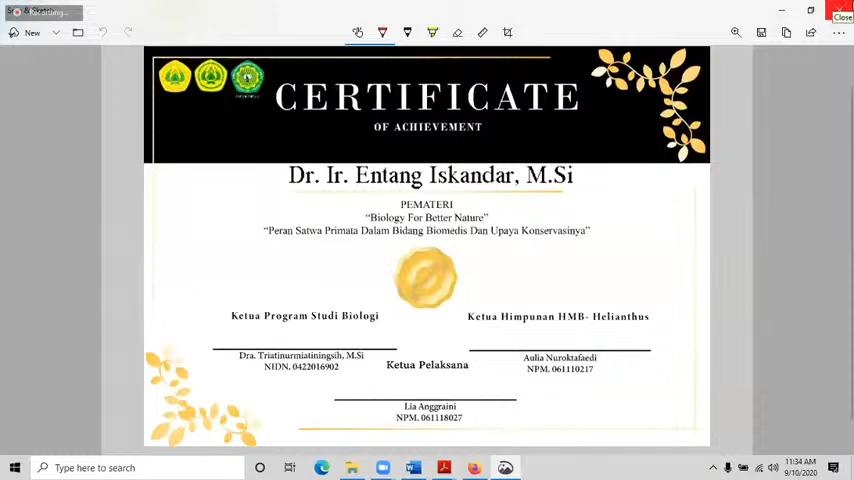 Recording...
Close
New
CERTIFICATE
OF ACHIEVEMENT
Dr. Ir. Entang Iskandar, M.Si
PEMATERI
“Biology For Better Nature”
“Peran Satwa Primata Dalam Bidang Biomedis Dan Upaya Konservasinya”
Ketua Program Studi Biologi
Ketua Himpunan HMB- Helianthus
Dra. Triatinurmiatiningsih, M.Si
NIDN. 0422016902
Ketua Pelaksana
Aulia Nuroktafaedi
NPM. 061110217
Lia Anggraini
NPM. 061118027
Type here to search
11:34 AM
9/10/2020